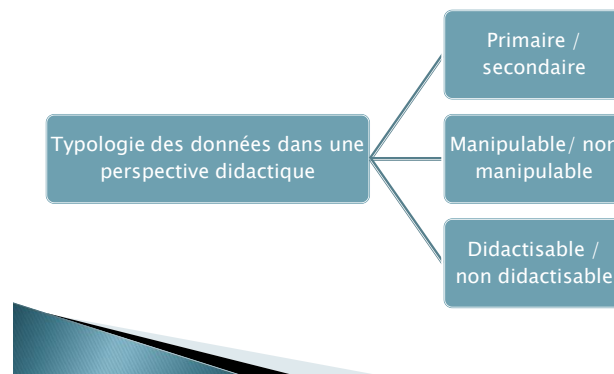 Primaire /
secondaire
Typologie des données dans une
perspective didactique
Manipulable/ non
manipulable
Didactisable /
non didactisable